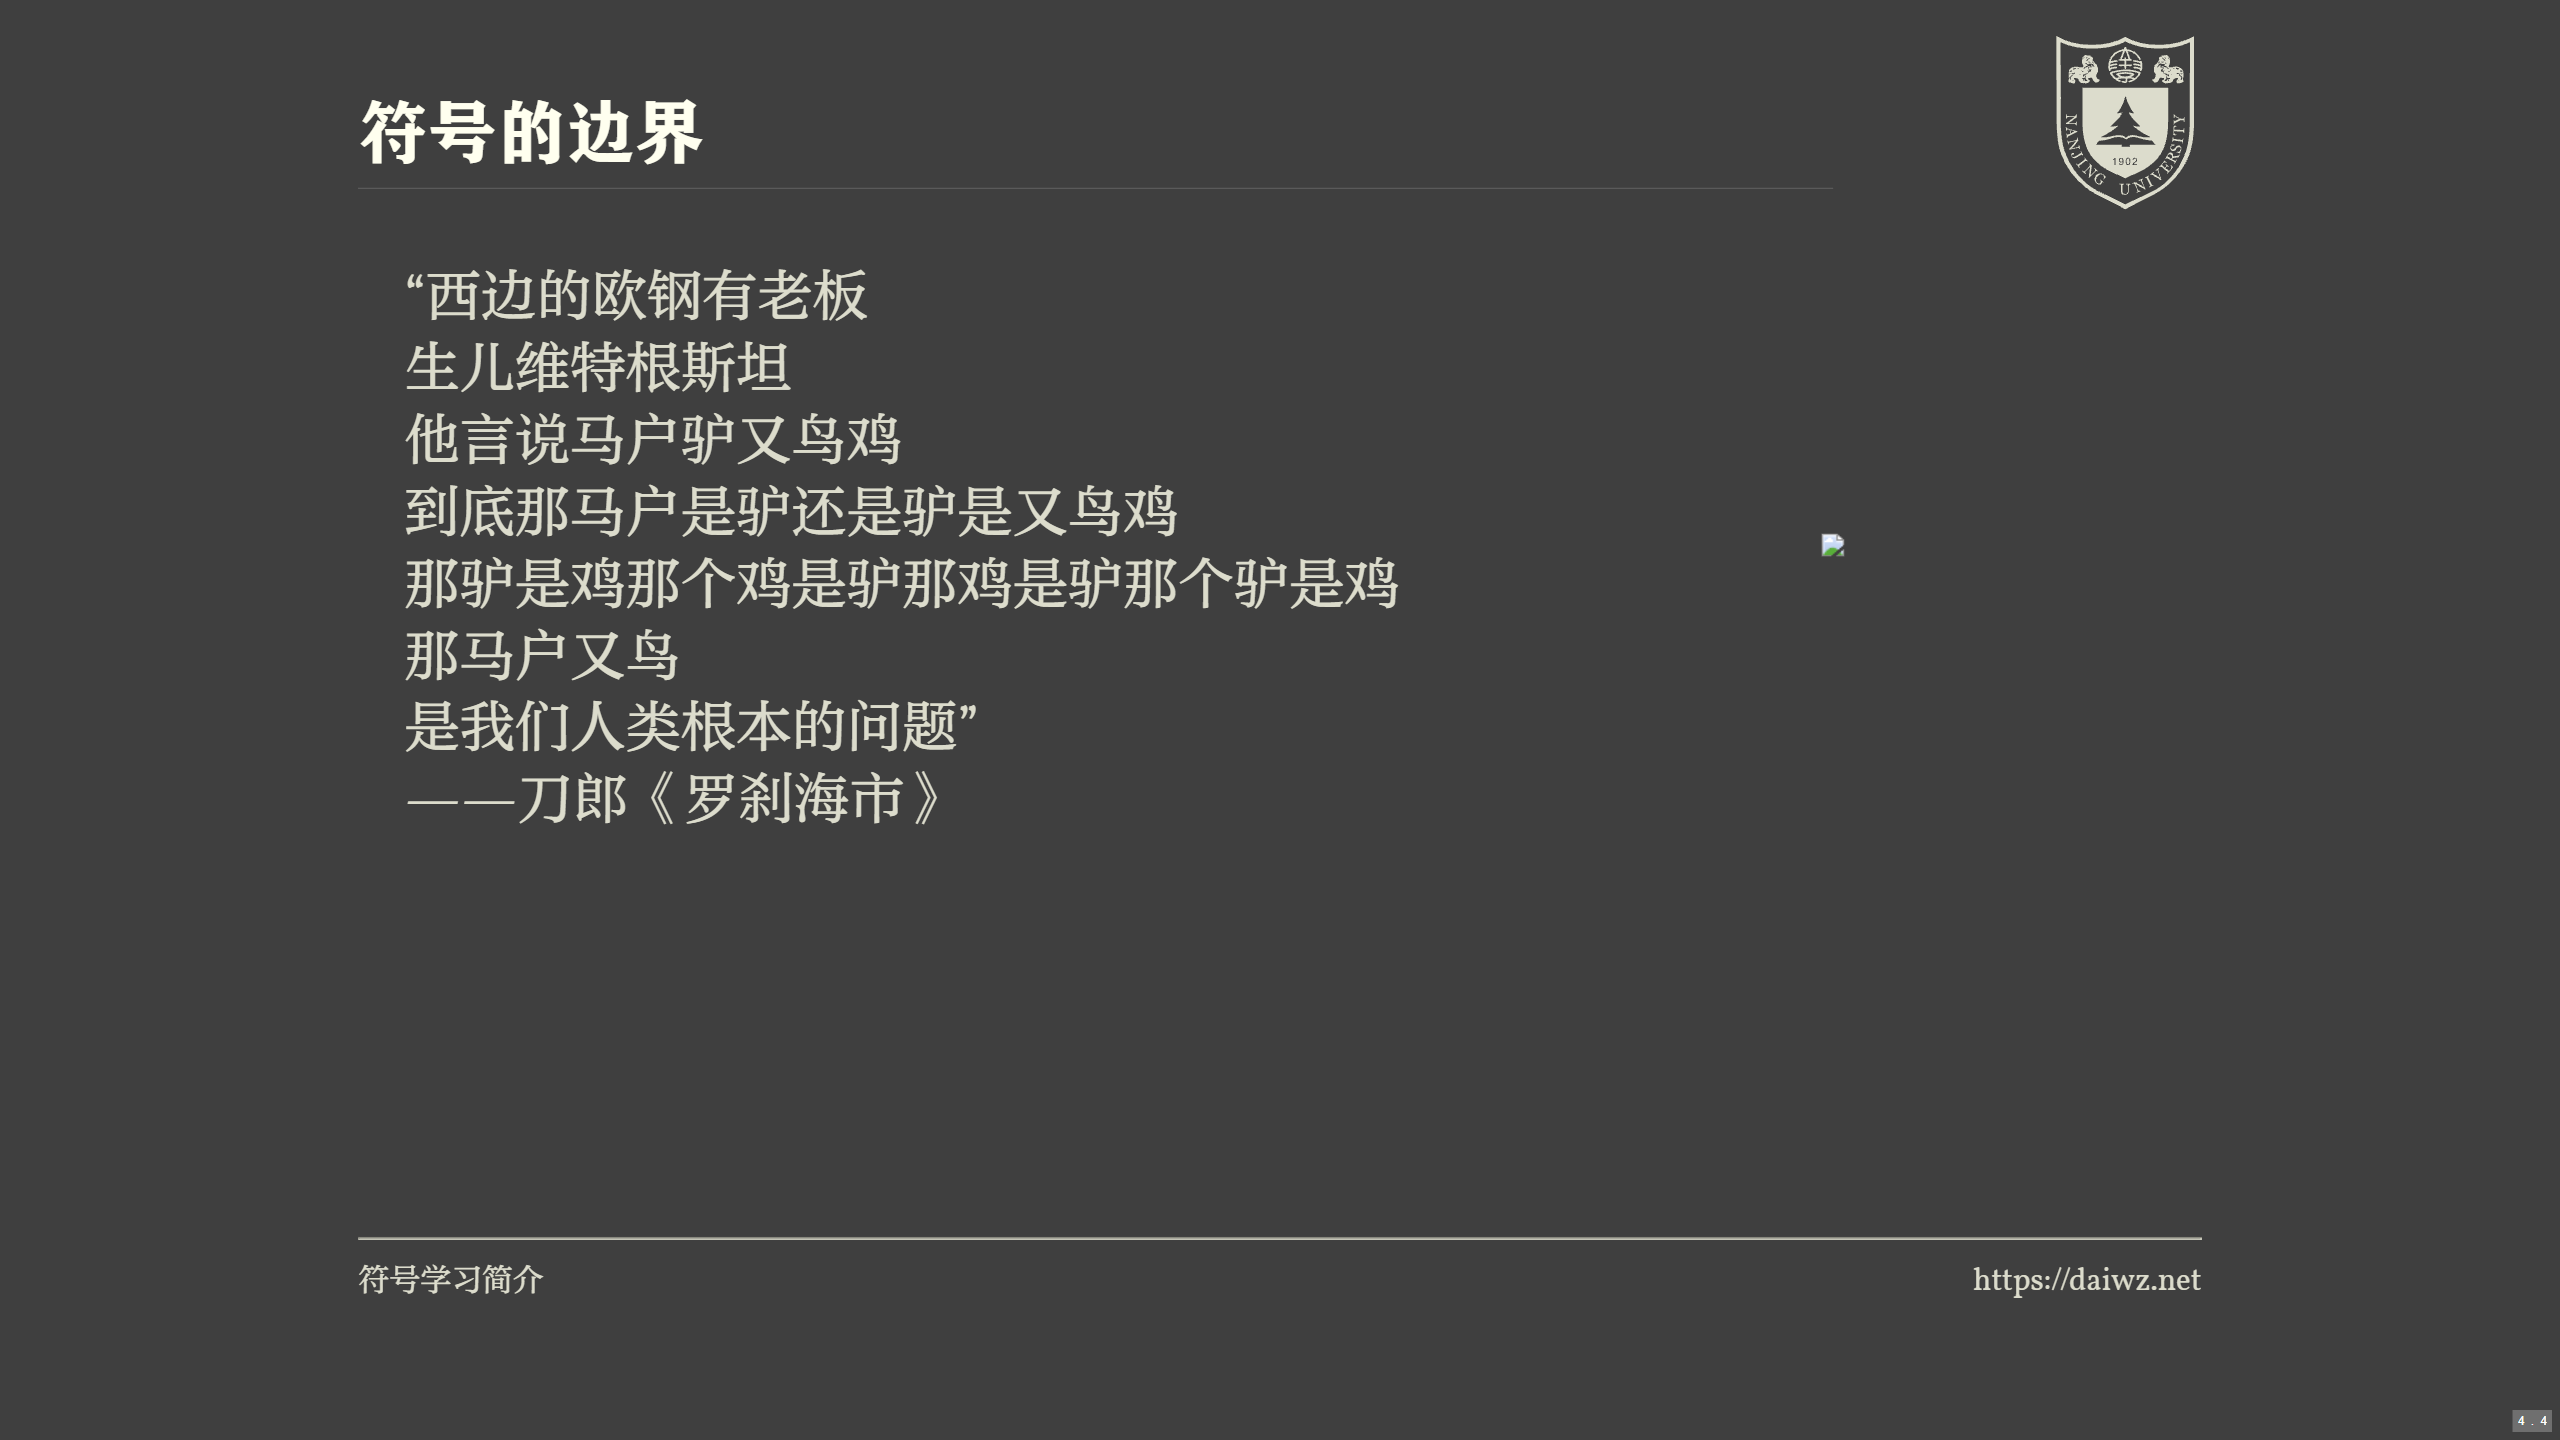 符号的边界
NANJING UNIVERSITY
1902
“西边的欧钢有老板
生儿维特根斯坦
他言说马户驴又鸟鸡
到底那马户是驴还是驴是又鸟鸡
那驴是鸡那个鸡是驴那鸡是驴那个驴是鸡
那马户又鸟
是我们人类根本的问题”
——刀郎《罗刹海市》
符号学习简介
https://daiwz.net
4.4